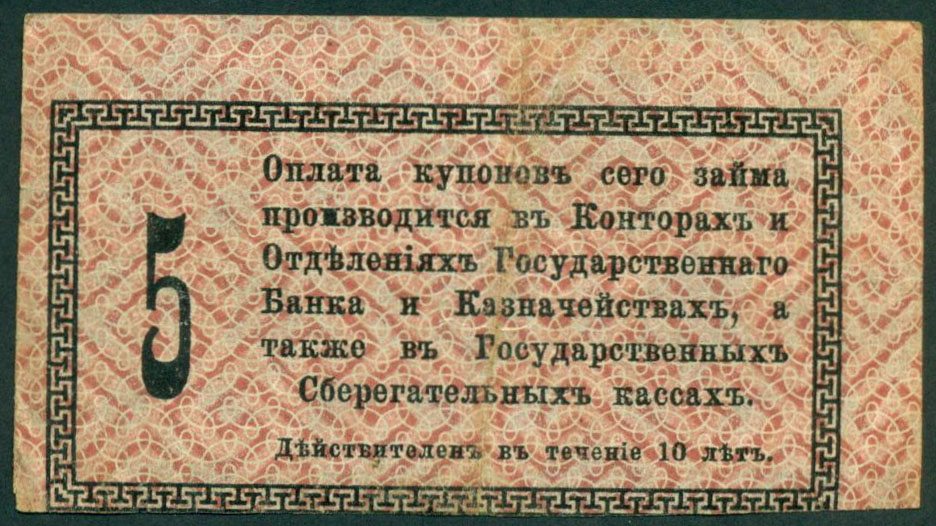 5
Оплата купоновъ сего займа
производится въ Конторахъ и
Отдѣленіяхъ Государственнаго
Банка и Казначействахъ, а
также въ Государственныхъ
Сберегательныхъ кассахъ.
Дѣйствителенъ въ теченіе 10 лѣтъ.